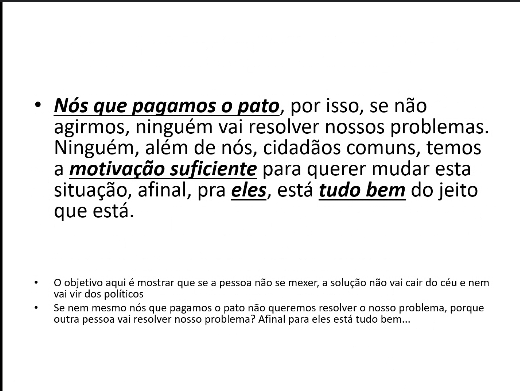 • Nós que pagamos o pato, por isso, se não
agirmos, ninguém vai resolver nossos problemas.
Ninguém, além de nós, cidadãos comuns, temos
a motivação suficiente para querer mudar esta
situação, afinal, pra eles, está tudo bem do jeito
que está.
• O objetivo aqui é mostrar que se a pessoa não se mexer, a solução não vai cair do céu e nem
vai vir dos políticos
• Se nem mesmo nós que pagamos o pato não queremos resolver o nosso problema, porque
outra pessoa vai resolver nosso problema? Afinal para eles está tudo bem...